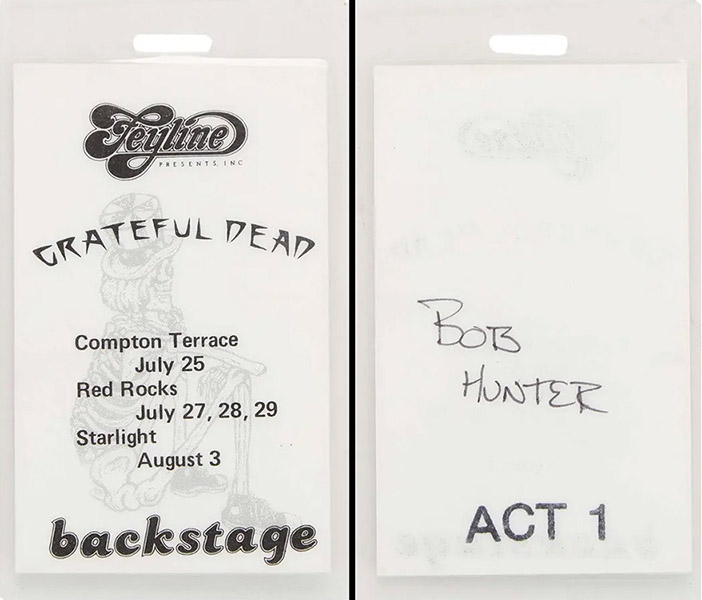 Feyline
PRESENTS, INC
GRATEFUL DEAD
Compton Terrace
July 25
Red Rocks
July 27, 28, 29
Starlight
August 3
backstage
BOB
HUNTER
ACT 1